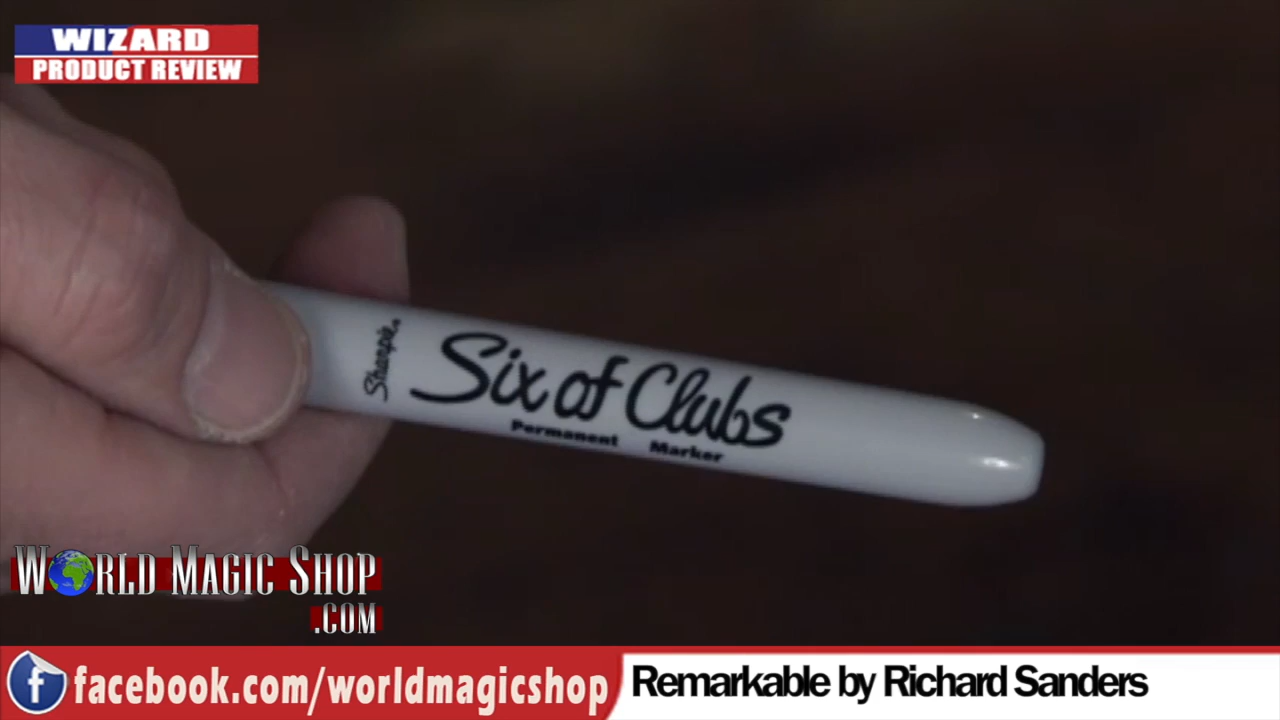 WIZARD
PRODUCT REVIEW
Sharpie®
Six of Clubs
Permanent Marker
WORLD MAGIC SHOP
.COM
f facebook.com/worldmagicshop
Remarkable by Richard Sanders